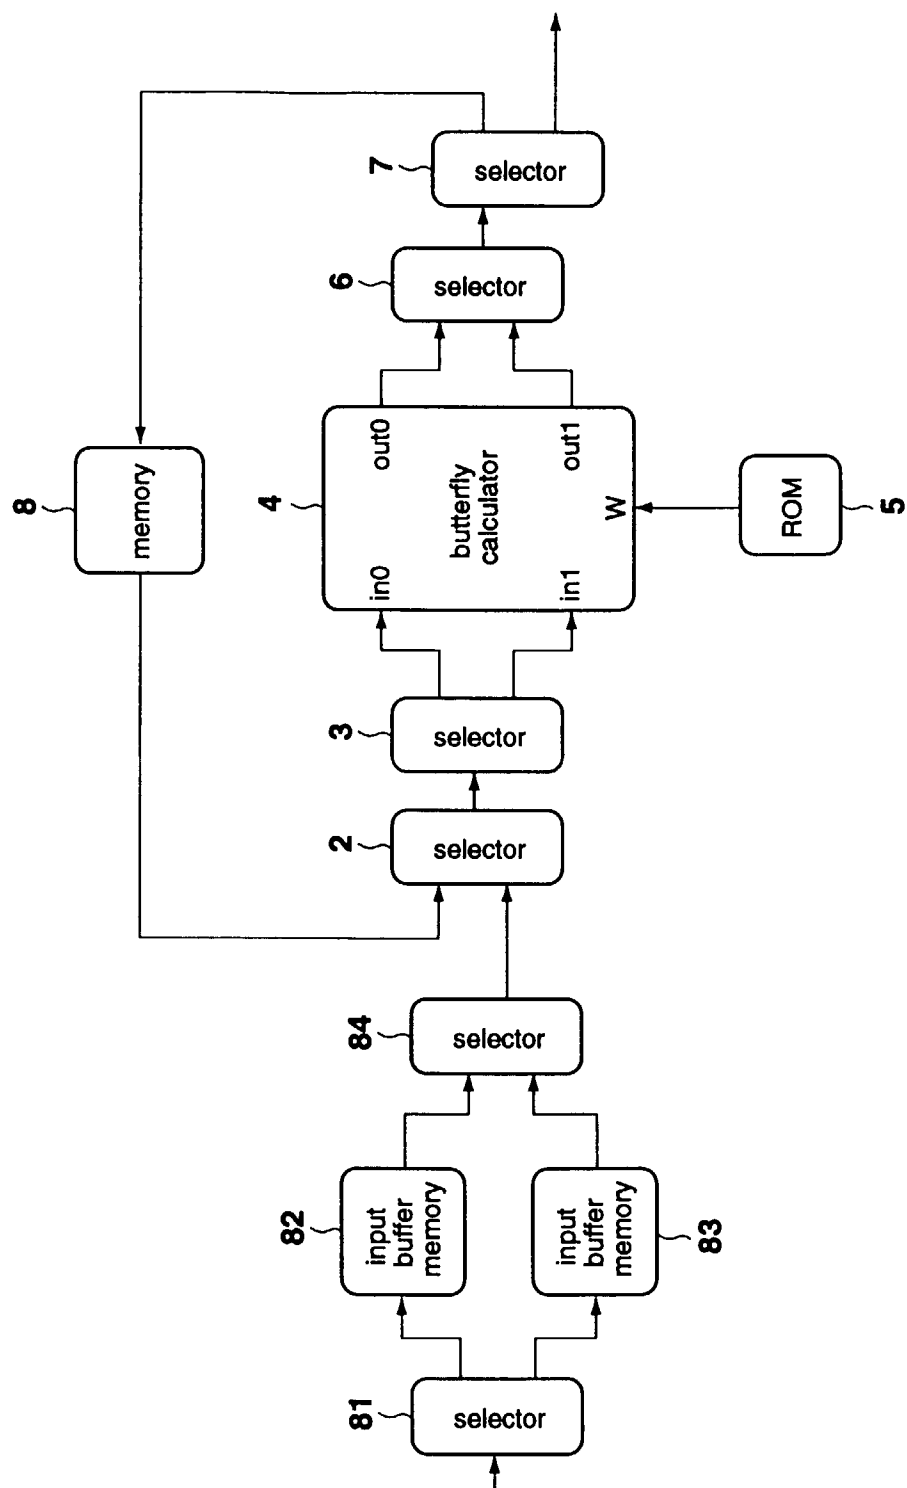 7
selector
6
selector
8
memory
4
out0
out1
butterfly
calculator
W
in0
in1
ROM
5
3
selector
2
selector
84
selector
82
input
buffer
memory
input
buffer
memory
83
81
selector